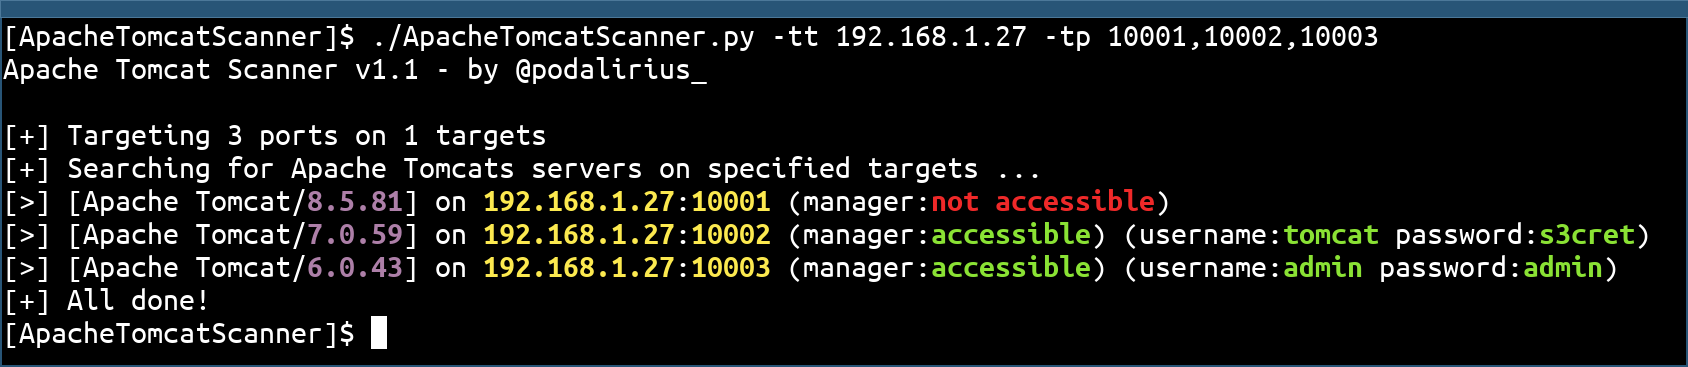 [ApacheTomcatScanner]$ ./ApacheTomcatScanner.py -tt 192.168.1.27 -tp 10001,10002,10003
Apache Tomcat Scanner v1.1 - by @podalirius_
[+] Targeting 3 ports on 1 targets
[+] Searching for Apache Tomcats servers on specified targets ...
[>] [Apache Tomcat/8.5.81] on 192.168.1.27:10001 (manager:not accessible)
[>] [Apache Tomcat/7.0.59] on 192.168.1.27:10002 (manager:accessible) (username:tomcat password:s3cret)
[>] [Apache Tomcat/6.0.43] on 192.168.1.27:10003 (manager:accessible) (username:admin password:admin)
[+] All done!
[ApacheTomcatScanner]$